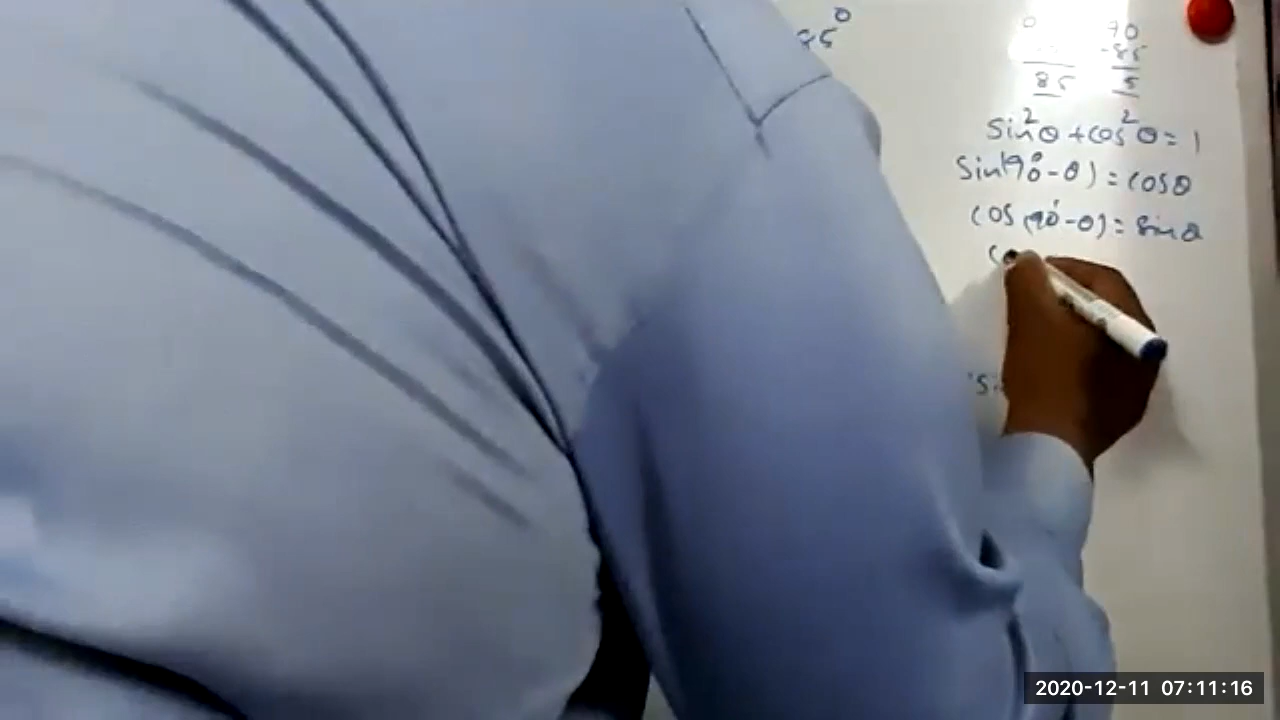 0 70
-85
85 5
sin²θ + cos²θ = 1
sin(90°-θ) = cosθ
cos(90°-θ) = sinθ
2020-12-11 07:11:16